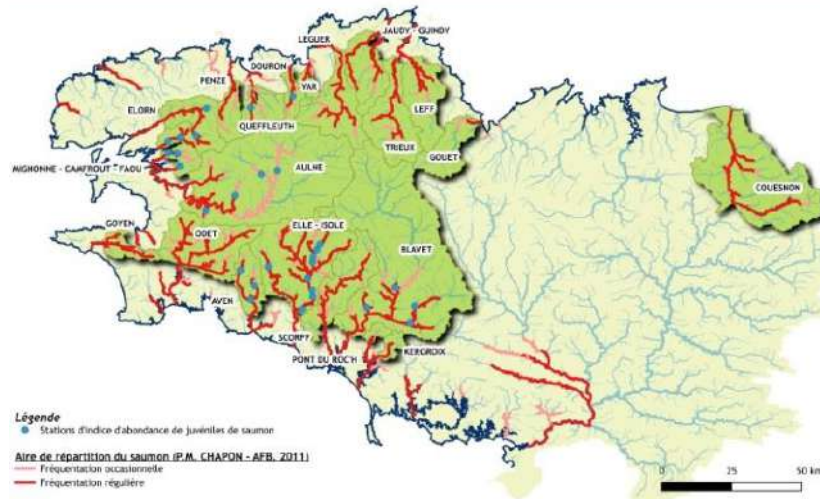 LEGUER
JAUDY - GUINDY
DOURON
PENZE
YAR
ELORN
LEFF
QUEFFLEUTH
TRIEUX
GOUET
AULNE
MIGNONNE - CAMFROUT - FAOU
COUESNON
GOYEN
ODET
ELLE - ISOLE
BLAVET
AVEN
SCORFF
PONT DU ROC'H
KERGROIX
Légende
Stations d'indice d'abondance de juvéniles de saumon
Aire de répartition du saumon (P.M. CHAPON - AFB, 2011)
Fréquentation occasionnelle
Fréquentation régulière
0 25 50 km